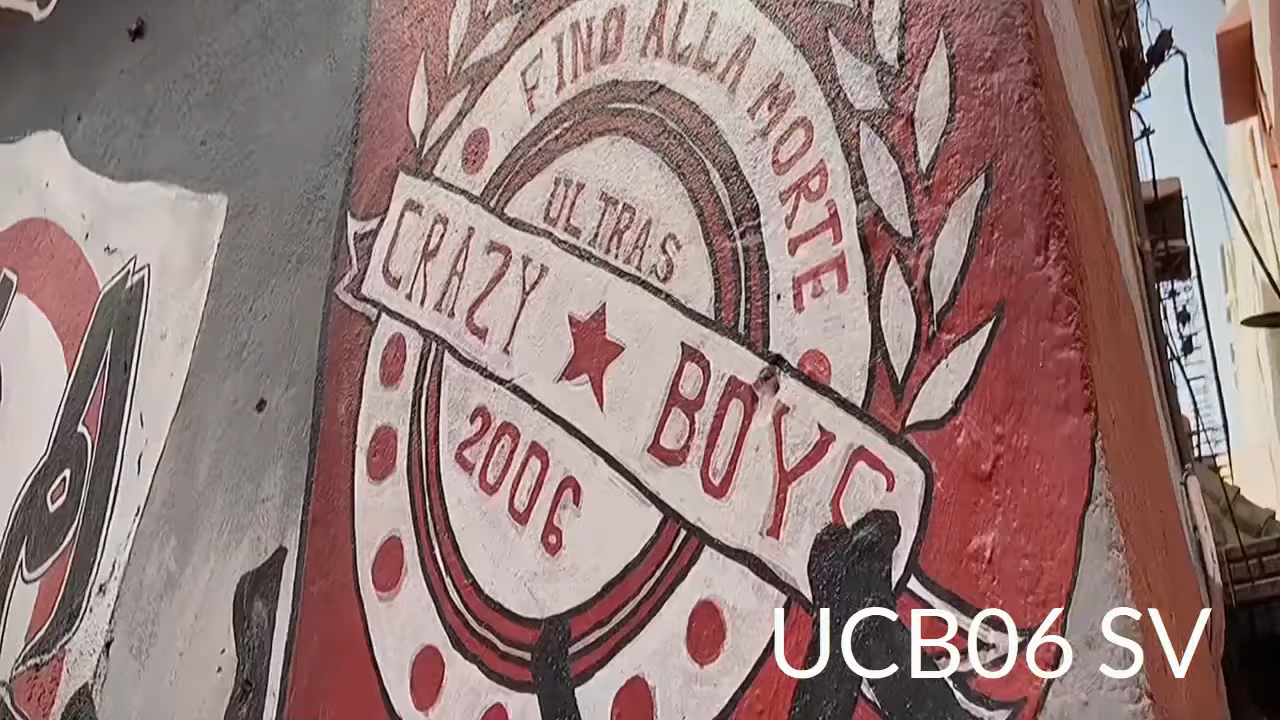 FINO ALLA MORTE
ULTRAS
CRAZY BOYS
2006
UCB06 SV